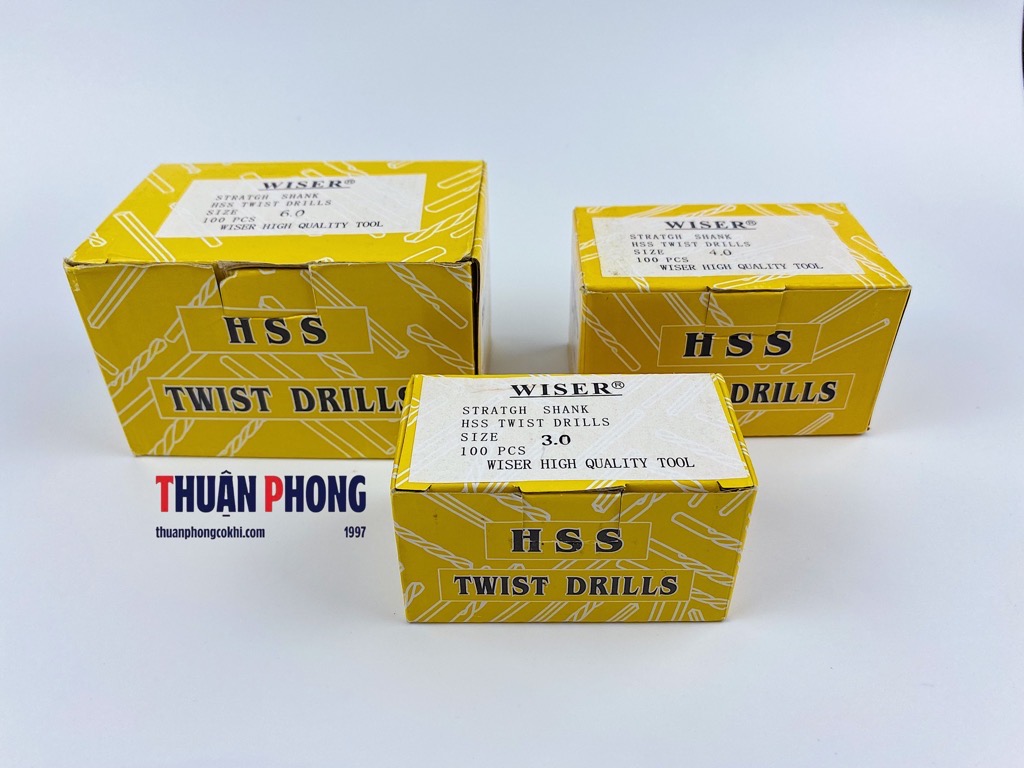 WISER®
STRATGH SHANK
HSS TWIST DRILLS
SIZE 6.0
100 PCS
WISER HIGH QUALITY TOOL
HSS
TWIST DRILLS
WISER®
STRATGH SHANK
HSS TWIST DRILLS
SIZE 4.0
100 PCS
WISER HIGH QUALITY TOOL
HSS
DRILLS
WISER®
STRATGH SHANK
HSS TWIST DRILLS
SIZE 3.0
100 PCS
WISER HIGH QUALITY TOOL
HSS
TWIST DRILLS
THUẬN PHONG
thuanphongcokhi.com 1997